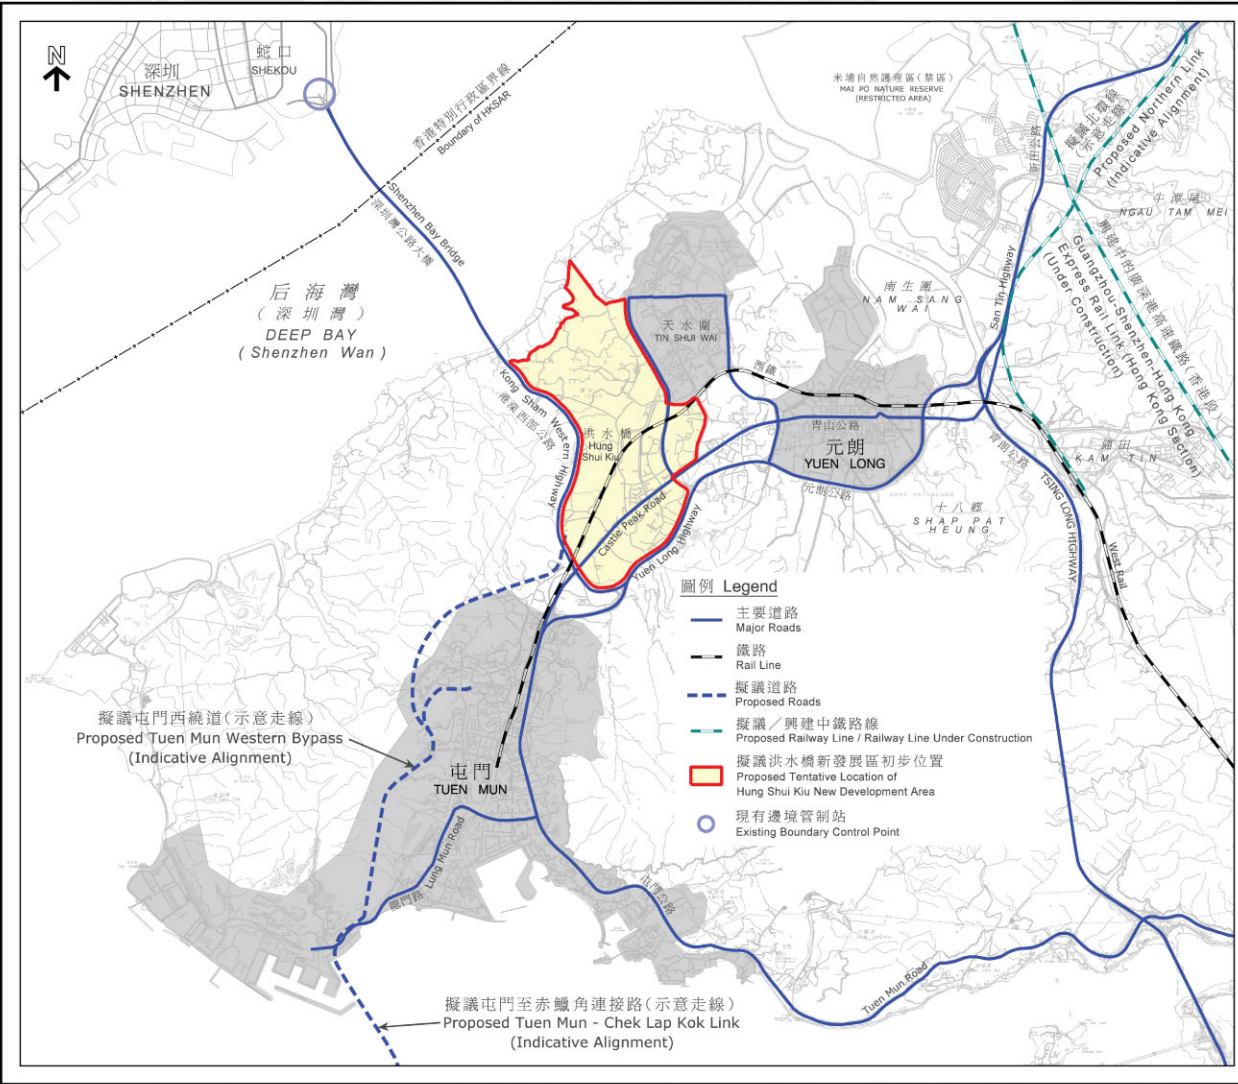 N
深圳
SHENZHEN
蛇口
SHEKOU
香港特別行政區界線
Boundary of HKSAR
米埔自然護理區(禁區)
MAI PO NATURE RESERVE
(RESTRICTED AREA)
新田公路
擬議北環線
(示意走線)
Proposed Northern Link
(Indicative Alignment)
牛潭尾
NGAU TAM MEI
Shenzhen Bay Bridge
深圳灣公路大橋
后海灣
(深圳灣)
DEEP BAY
( Shenzhen Wan )
南生圍
NAM SANG
WAI
San Tin Highway
興建中的廣深港高速鐵路(香港段)
Guangzhou-Shenzhen-Hong Kong
Express Rail Link (Hong Kong Section)
(Under Construction)
天水圍
TIN SHUI WAI
西鐵
Kong Sham Western Highway
港深西部公路
洪水橋
Hung
Shui Kiu
青山公路
元朗
YUEN LONG
元朗公路
青朗公路
錦田
KAM TIN
十八鄉
SHAP PAT
HEUNG
TSING LONG HIGHWAY
West Rail
Castle Peak Road
Yuen Long Highway
圖例 Legend
主要道路
Major Roads
鐵路
Rail Line
擬議道路
Proposed Roads
擬議／興建中鐵路線
Proposed Railway Line / Railway Line Under Construction
擬議洪水橋新發展區初步位置
Proposed Tentative Location of
Hung Shui Kiu New Development Area
現有邊境管制站
Existing Boundary Control Point
擬議屯門西繞道(示意走線)
Proposed Tuen Mun Western Bypass
(Indicative Alignment)
屯門
TUEN MUN
龍門路 Lung Mun Road
屯門公路
Tuen Mun Road
擬議屯門至赤鱲角連接路(示意走線)
Proposed Tuen Mun - Chek Lap Kok Link
(Indicative Alignment)